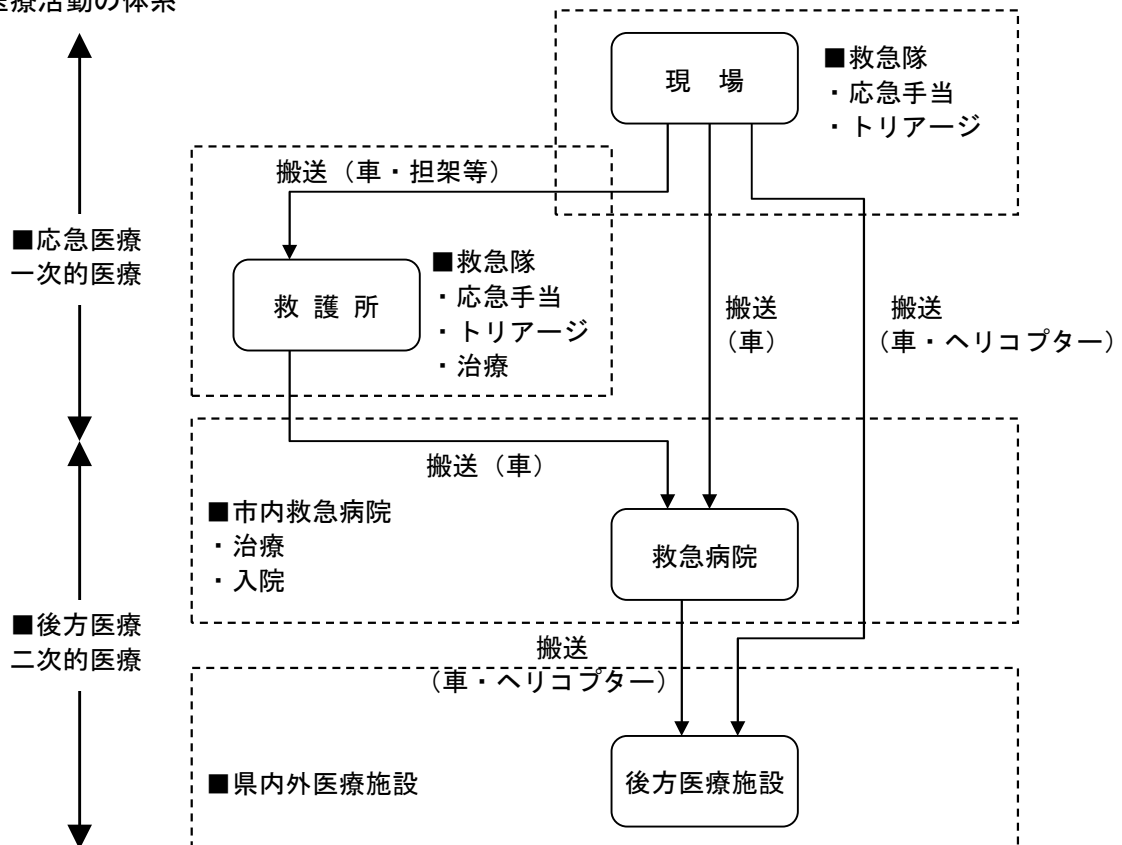 医療活動の体系
現 場
■救急隊
・応急手当
・トリアージ
搬送（車・担架等）
■応急医療
一次的医療
救 護 所
■救急隊
・応急手当
・トリアージ
・治療
搬送
（車）
搬送
（車・ヘリコプター）
搬送（車）
■市内救急病院
・治療
・入院
救急病院
■後方医療
二次的医療
搬送
（車・ヘリコプター）
■県内外医療施設
後方医療施設